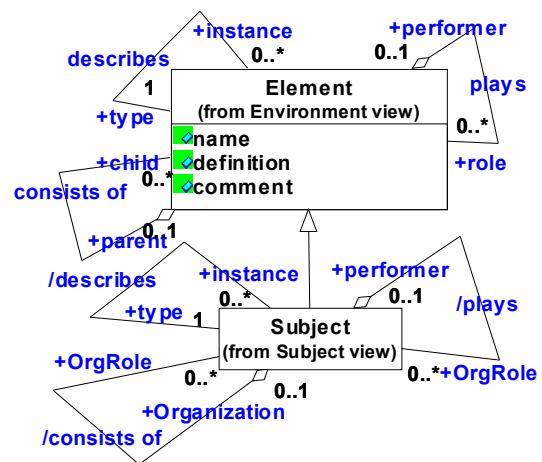 +instance
+performer
0..*
0..1
describes
Element
1
(from Environment view)
plays
+type
0..*
name
+child
definition
+role
0..*
consists of
comment
+parent
0..1
/describes
+instance
+performer
0..*
0..1
/plays
+type
1
Subject
(from Subject view)
+OrgRole
0..*
0..1
0..*
+OrgRole
+Organization
/consists of